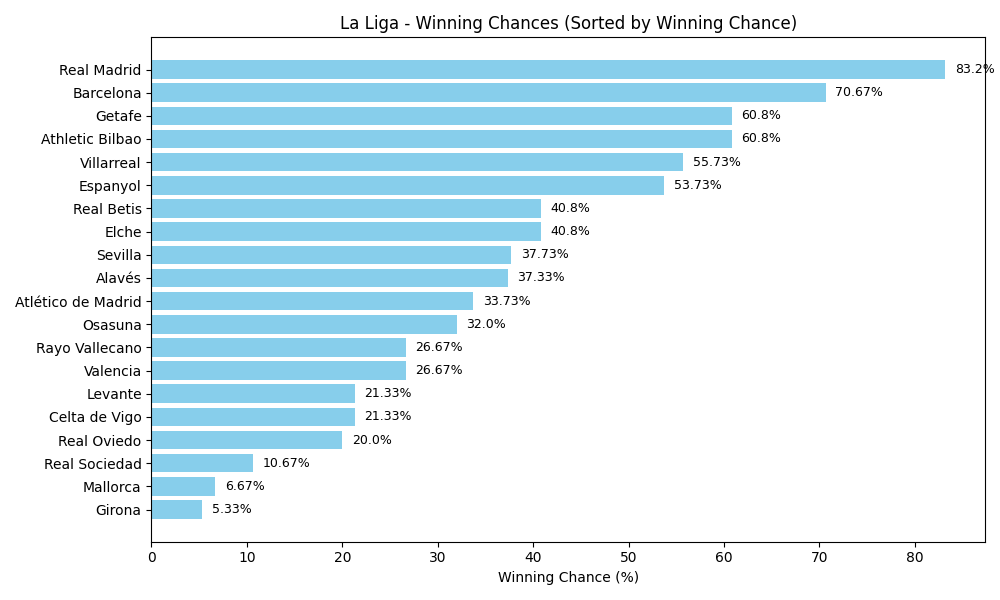 La Liga - Winning Chances (Sorted by Winning Chance)
Real Madrid 83.2%
Barcelona 70.67%
Getafe 60.8%
Athletic Bilbao 60.8%
Villarreal 55.73%
Espanyol 53.73%
Real Betis 40.8%
Elche 40.8%
Sevilla 37.73%
Alavés 37.33%
Atlético de Madrid 33.73%
Osasuna 32.0%
Rayo Vallecano 26.67%
Valencia 26.67%
Levante 21.33%
Celta de Vigo 21.33%
Real Oviedo 20.0%
Real Sociedad 10.67%
Mallorca 6.67%
Girona 5.33%
0 10 20 30 40 50 60 70 80
Winning Chance (%)